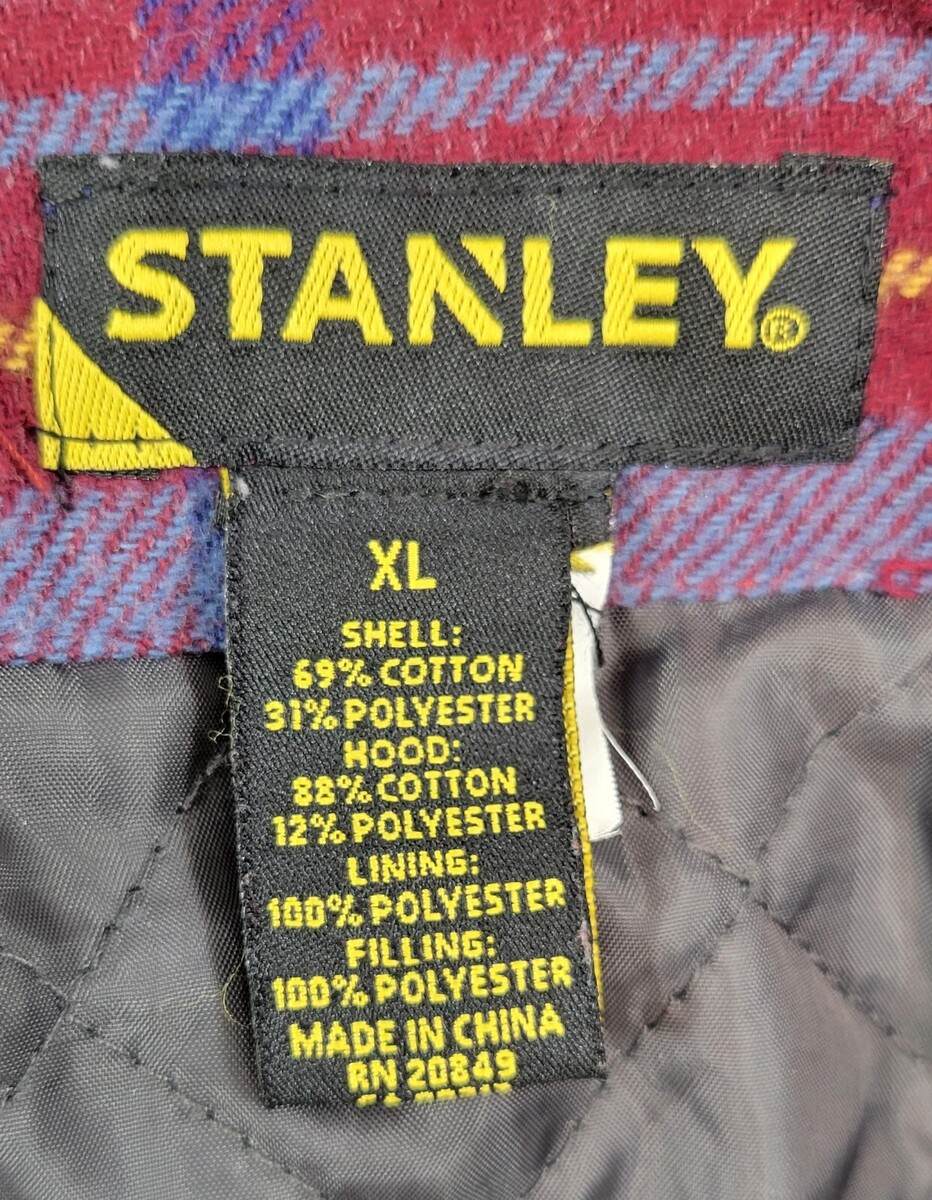 STANLEY®
XL
SHELL:
69% COTTON
31% POLYESTER
HOOD:
88% COTTON
12% POLYESTER
LINING:
100% POLYESTER
FILLING:
100% POLYESTER
MADE IN CHINA
RN 20849